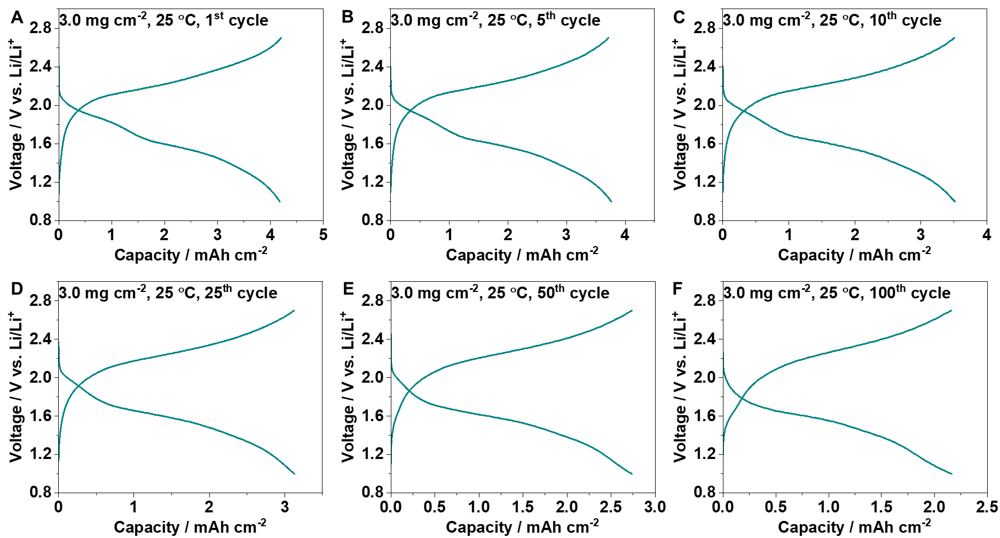 A
3.0 mg cm-2, 25 oC, 1st cycle
Voltage / V vs. Li/Li+
2.8
2.4
2.0
1.6
1.2
0.8
0 1 2 3 4 5
Capacity / mAh cm-2
B
3.0 mg cm-2, 25 oC, 5th cycle
Voltage / V vs. Li/Li+
2.8
2.4
2.0
1.6
1.2
0.8
0 1 2 3 4
Capacity / mAh cm-2
C
3.0 mg cm-2, 25 oC, 10th cycle
Voltage / V vs. Li/Li+
2.8
2.4
2.0
1.6
1.2
0.8
0 1 2 3 4
Capacity / mAh cm-2
D
3.0 mg cm-2, 25 oC, 25th cycle
Voltage / V vs. Li/Li+
2.8
2.4
2.0
1.6
1.2
0.8
0 1 2 3
Capacity / mAh cm-2
E
3.0 mg cm-2, 25 oC, 50th cycle
Voltage / V vs. Li/Li+
2.8
2.4
2.0
1.6
1.2
0.8
0.0 0.5 1.0 1.5 2.0 2.5 3.0
Capacity / mAh cm-2
F
3.0 mg cm-2, 25 oC, 100th cycle
Voltage / V vs. Li/Li+
2.8
2.4
2.0
1.6
1.2
0.8
0.0 0.5 1.0 1.5 2.0 2.5
Capacity / mAh cm-2